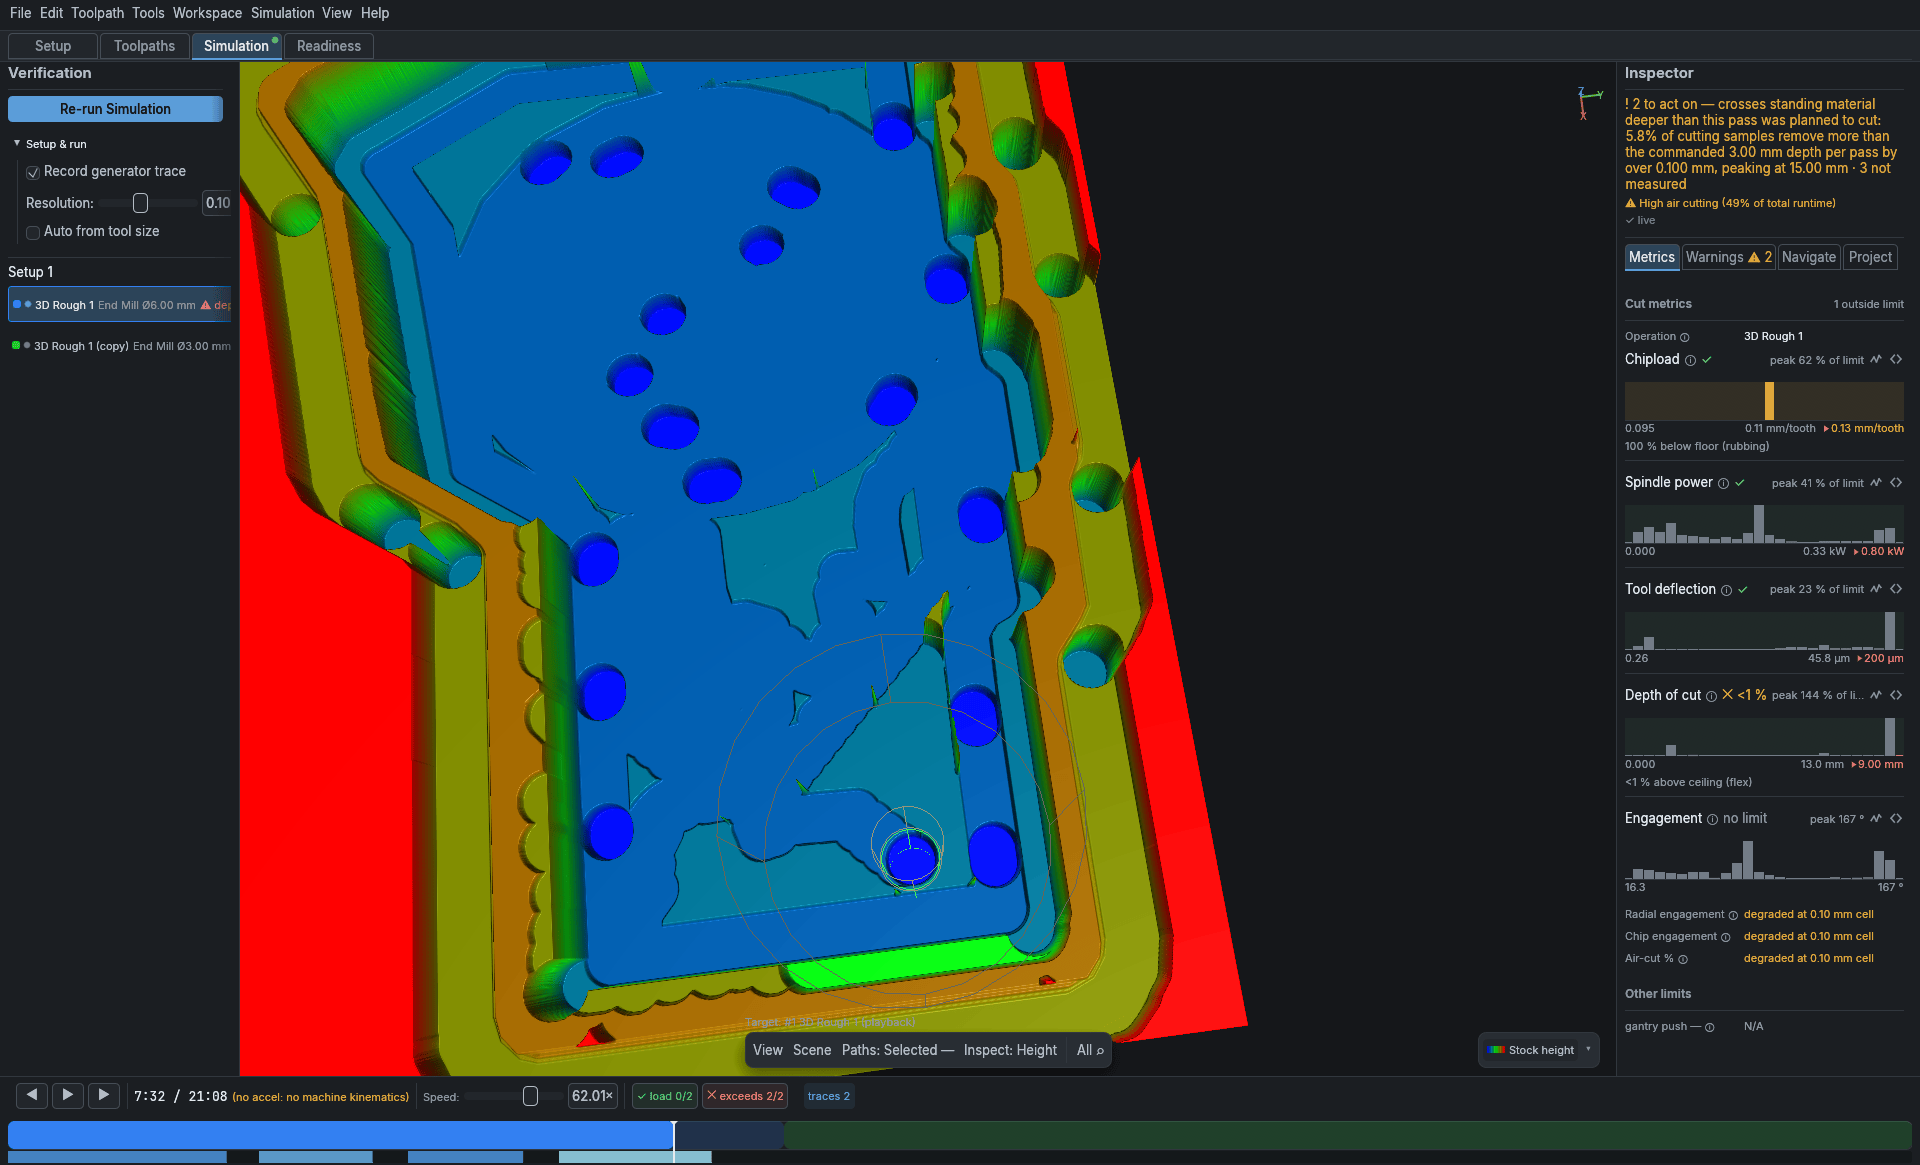 File Edit Toolpath Tools Workspace Simulation View Help
Setup Toolpaths Simulation Readiness
Verification
Re-run Simulation
Setup & run
Record generator trace
Resolution: 0.10
Auto from tool size
Setup 1
3D Rough 1 End Mill Ø6.00 mm dep
3D Rough 1 (copy) End Mill Ø3.00 mm
Z Y X
Target: #1 3D Rough 1 (playback)
View Scene Paths: Selected — Inspect: Height All
Stock height
Inspector
! 2 to act on — crosses standing material
deeper than this pass was planned to cut:
5.8% of cutting samples remove more than
the commanded 3.00 mm depth per pass by
over 0.100 mm, peaking at 15.00 mm · 3 not
measured
High air cutting (49% of total runtime)
live
Metrics Warnings 2 Navigate Project
Cut metrics 1 outside limit
Operation 3D Rough 1
Chipload peak 62 % of limit
0.095 0.11 mm/tooth 0.13 mm/tooth
100 % below floor (rubbing)
Spindle power peak 41 % of limit
0.000 0.33 kW 0.80 kW
Tool deflection peak 23 % of limit
0.26 45.8 µm 200 µm
Depth of cut <1 % peak 144 % of li...
0.000 13.0 mm 9.00 mm
<1 % above ceiling (flex)
Engagement no limit peak 167 °
16.3 167 °
Radial engagement degraded at 0.10 mm cell
Chip engagement degraded at 0.10 mm cell
Air-cut % degraded at 0.10 mm cell
Other limits
gantry push — N/A
7:32 / 21:08 (no accel: no machine kinematics) Speed: 62.01× load 0/2 exceeds 2/2 traces 2